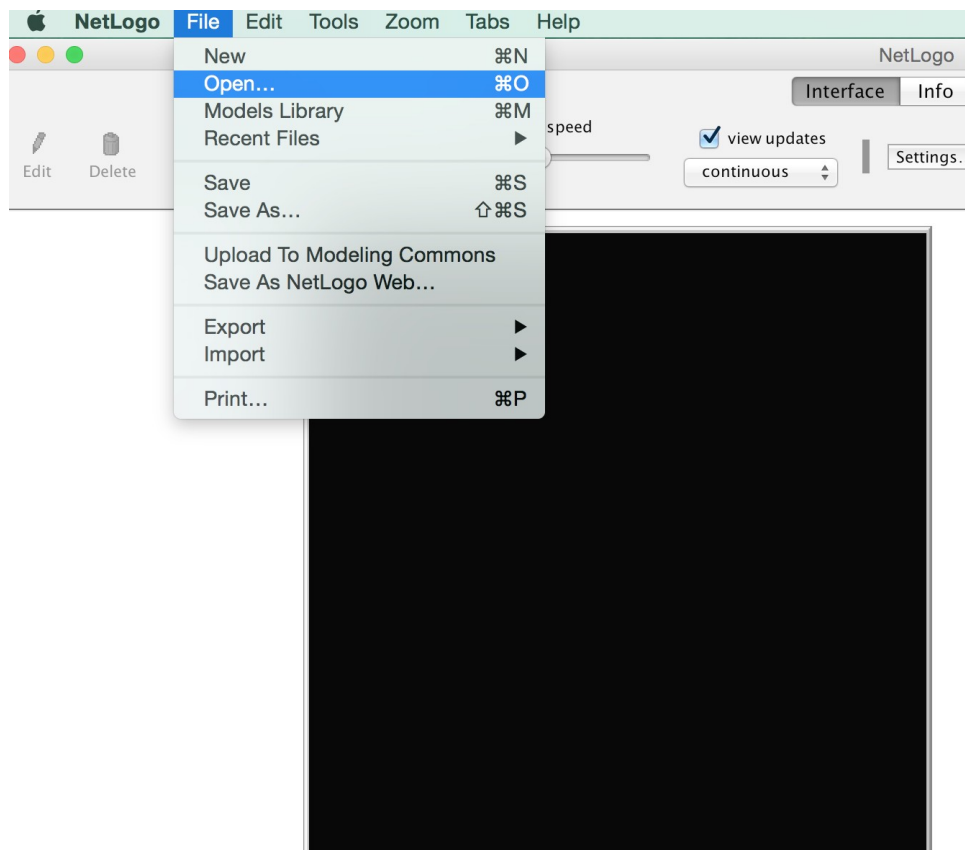 NetLogo File Edit Tools Zoom Tabs Help
NetLogo
New ⌘N
Open... ⌘O
Models Library ⌘M
Recent Files ▶
Save ⌘S
Save As... ⇧⌘S
Upload To Modeling Commons
Save As NetLogo Web...
Export ▶
Import ▶
Print... ⌘P
Interface Info
Edit Delete
speed
view updates
continuous
Settings.